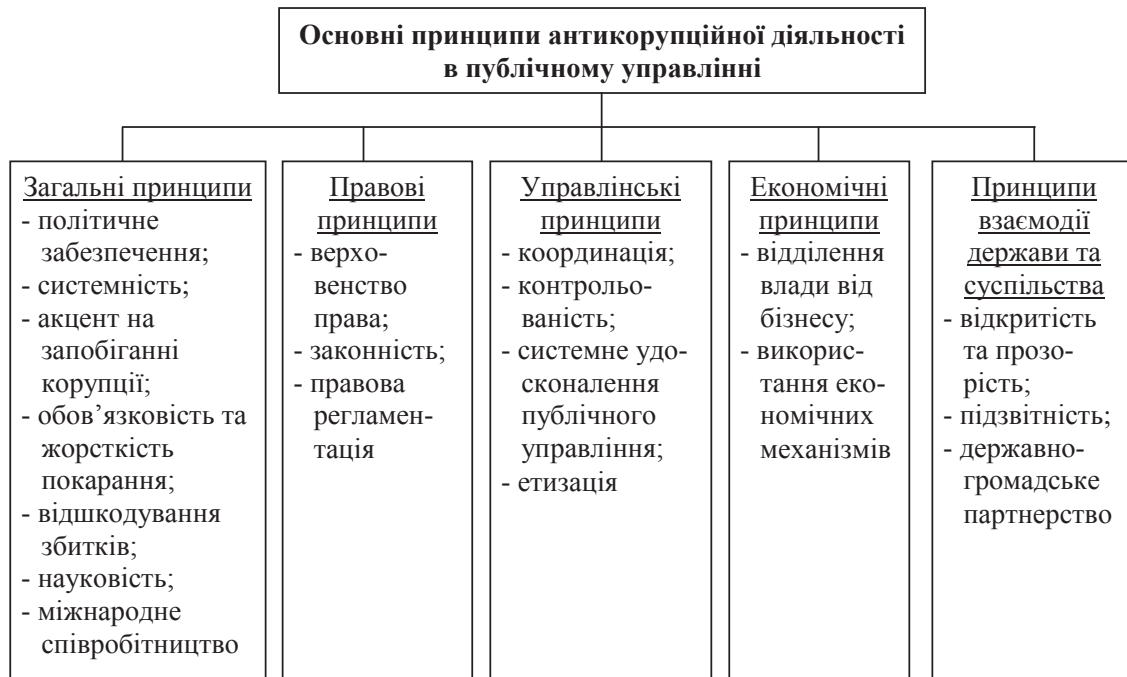 Основні принципи антикорупційної діяльності
в публічному управлінні
Загальні принципи
- політичне
забезпечення;
- системність;
- акцент на
запобіганні
корупції;
- обов’язковість та
жорсткість
покарання;
- відшкодування
збитків;
- науковість;
- міжнародне
співробітництво
Правові
принципи
- верхо-
венство
права;
- законність;
- правова
регламен-
тація
Управлінські
принципи
- координація;
- контрольо-
ваність;
- системне удо-
сконалення
публічного
управління;
- етизація
Економічні
принципи
- відділення
влади від
бізнесу;
- викорис-
тання еко-
номічних
механізмів
Принципи
взаємодії
держави та
суспільства
- відкритість
та прозо-
рість;
- підзвітність;
- державно-
громадське
партнерство